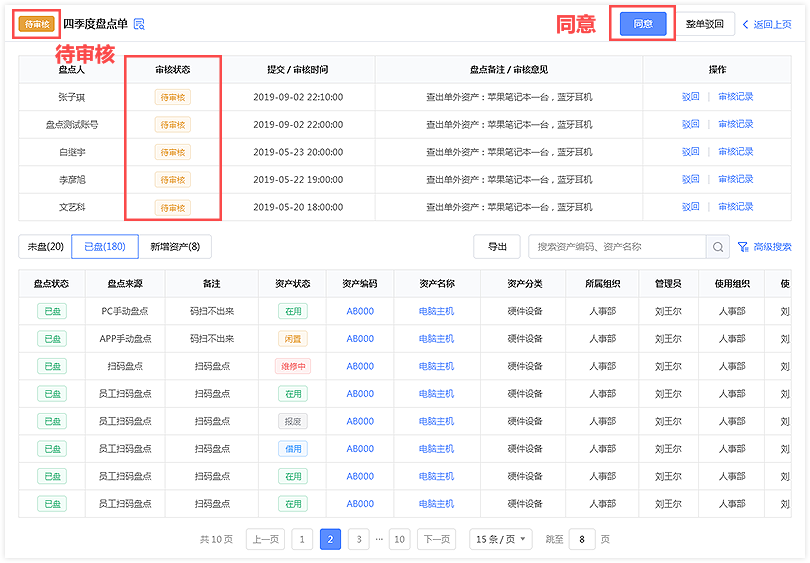 待审核 四季度盘点单 同意 同意 整单驳回 返回上页
待审核
盘点人 审核状态 提交 / 审核时间 盘点备注 / 审核意见 操作
张子琪 待审核 2019-09-02 22:10:00 查出单外资产：苹果笔记本一台，蓝牙耳机 驳回 审核记录
盘点测试账号 待审核 2019-09-02 22:00:00 查出单外资产：苹果笔记本一台，蓝牙耳机 驳回 审核记录
白继宇 待审核 2019-05-23 20:00:00 查出单外资产：苹果笔记本一台，蓝牙耳机 驳回 审核记录
李彦旭 待审核 2019-05-22 19:00:00 查出单外资产：苹果笔记本一台，蓝牙耳机 驳回 审核记录
文艺科 待审核 2019-05-20 18:00:00 查出单外资产：苹果笔记本一台，蓝牙耳机 驳回 审核记录
未盘(20) 已盘(180) 新增资产(8) 导出 搜索资产编码、资产名称 高级搜索
盘点状态 盘点来源 备注 资产状态 资产编码 资产名称 资产分类 所属组织 管理员 使用组织 使
已盘 PC手动盘点 码扫不出来 在用 AB000 电脑主机 硬件设备 人事部 刘王尔 人事部 刘
已盘 APP手动盘点 码扫不出来 闲置 AB000 电脑主机 硬件设备 人事部 刘王尔 人事部 刘
已盘 扫码盘点 扫码盘点 维修中 AB000 电脑主机 硬件设备 人事部 刘王尔 人事部 刘
已盘 员工扫码盘点 扫码盘点 在用 AB000 电脑主机 硬件设备 人事部 刘王尔 人事部 刘
已盘 员工扫码盘点 扫码盘点 报废 AB000 电脑主机 硬件设备 人事部 刘王尔 人事部 刘
已盘 员工扫码盘点 扫码盘点 借用 AB000 电脑主机 硬件设备 人事部 刘王尔 人事部 刘
已盘 员工扫码盘点 扫码盘点 在用 AB000 电脑主机 硬件设备 人事部 刘王尔 人事部 刘
已盘 员工扫码盘点 扫码盘点 在用 AB000 电脑主机 硬件设备 人事部 刘王尔 人事部 刘
共 10 页 上一页 1 2 3 ··· 10 下一页 15 条 / 页 跳至 8 页